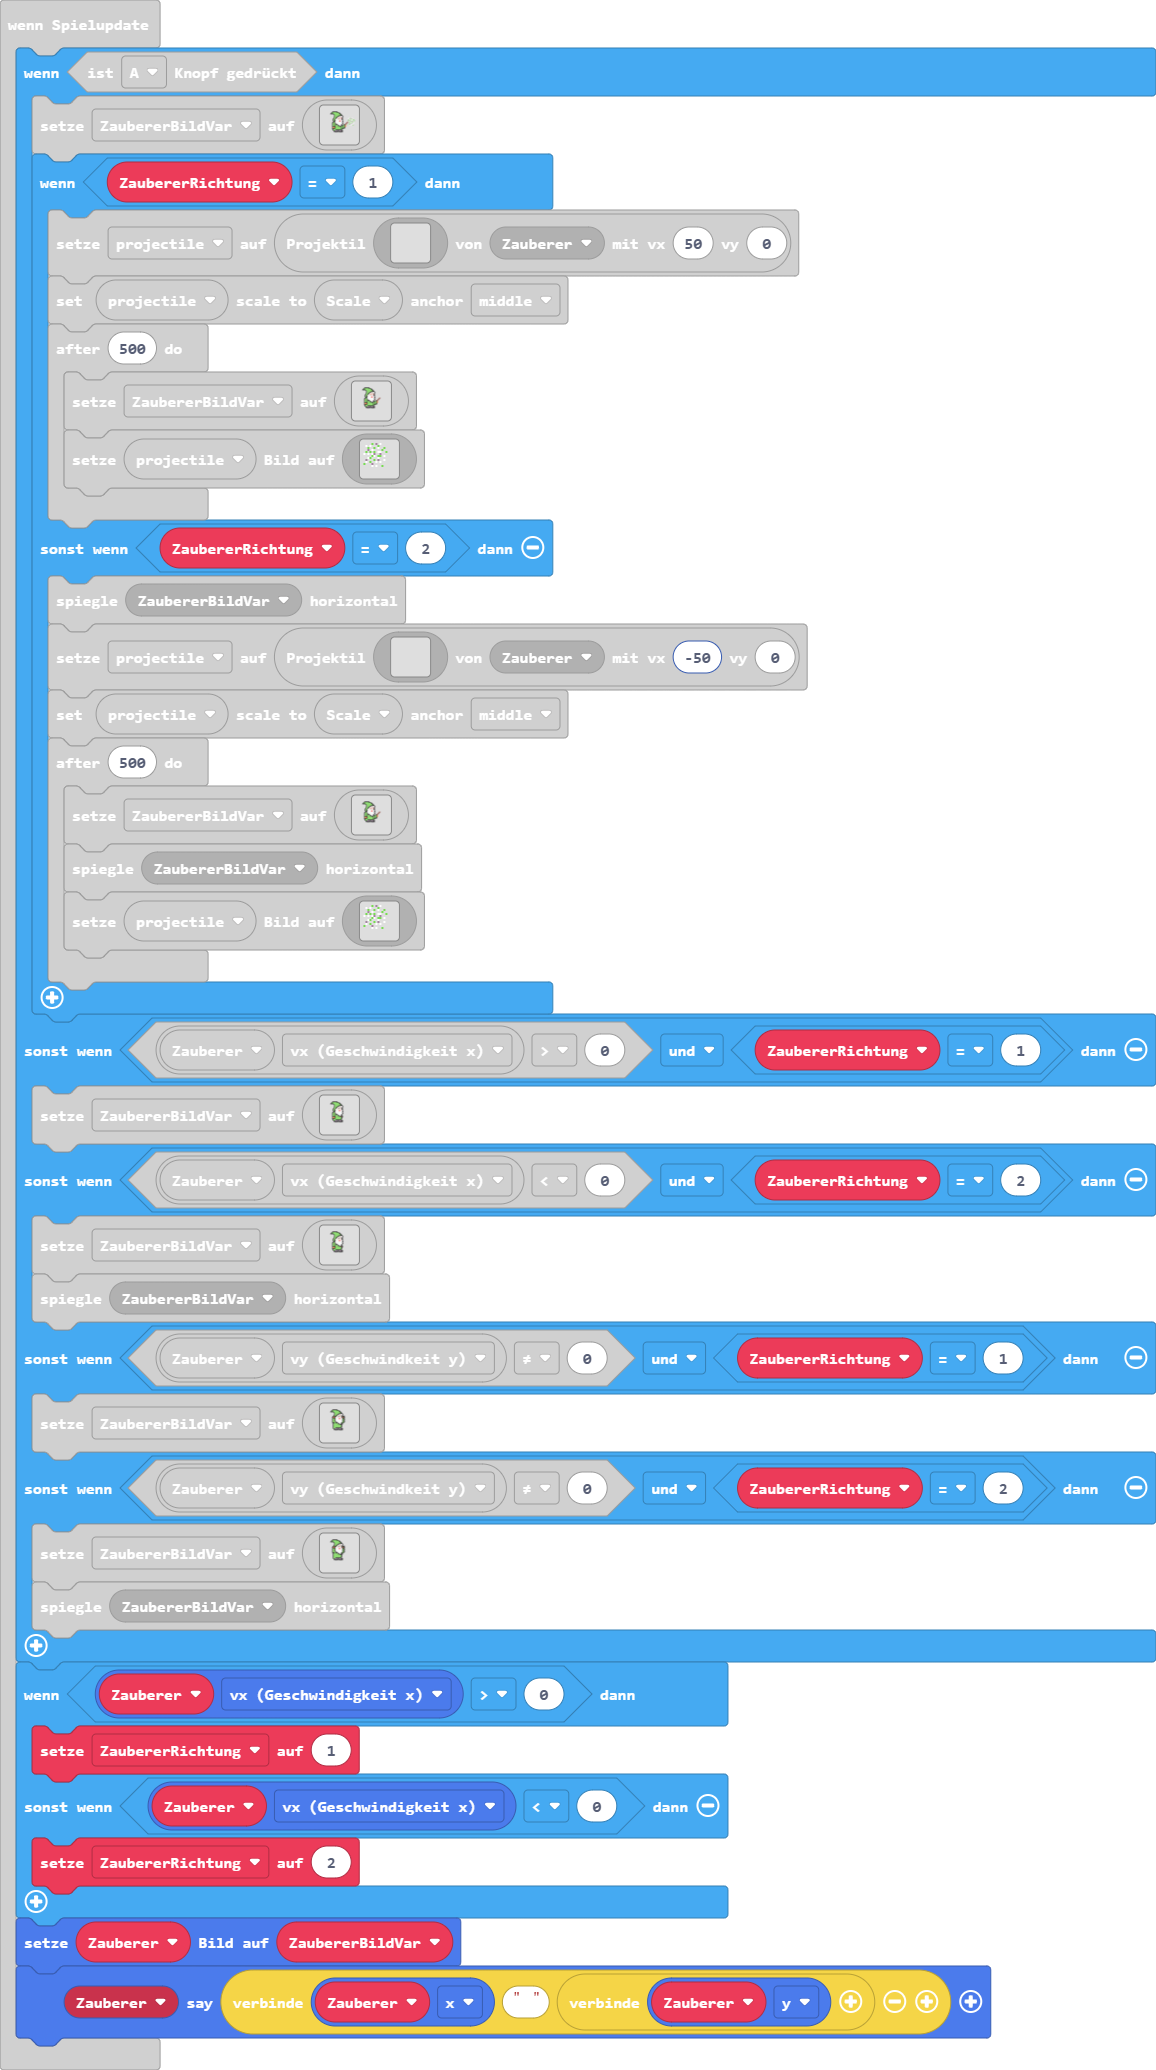 wenn Spielupdate
wenn ist A Knopf gedrückt dann
setze ZaubererBildVar auf
wenn ZaubererRichtung = 1 dann
setze projectile auf Projektil von Zauberer mit vx 50 vy 0
set projectile scale to Scale anchor middle
after 500 do
setze ZaubererBildVar auf
setze projectile Bild auf
sonst wenn ZaubererRichtung = 2 dann
spiegle ZaubererBildVar horizontal
setze projectile auf Projektil von Zauberer mit vx -50 vy 0
set projectile scale to Scale anchor middle
after 500 do
setze ZaubererBildVar auf
spiegle ZaubererBildVar horizontal
setze projectile Bild auf
sonst wenn Zauberer vx (Geschwindigkeit x) > 0 und ZaubererRichtung = 1 dann
setze ZaubererBildVar auf
sonst wenn Zauberer vx (Geschwindigkeit x) < 0 und ZaubererRichtung = 2 dann
setze ZaubererBildVar auf
spiegle ZaubererBildVar horizontal
sonst wenn Zauberer vy (Geschwindkeit y) ≠ 0 und ZaubererRichtung = 1 dann
setze ZaubererBildVar auf
sonst wenn Zauberer vy (Geschwindkeit y) ≠ 0 und ZaubererRichtung = 2 dann
setze ZaubererBildVar auf
spiegle ZaubererBildVar horizontal
wenn Zauberer vx (Geschwindigkeit x) > 0 dann
setze ZaubererRichtung auf 1
sonst wenn Zauberer vx (Geschwindigkeit x) < 0 dann
setze ZaubererRichtung auf 2
setze Zauberer Bild auf ZaubererBildVar
Zauberer say verbinde Zauberer x " " verbinde Zauberer y